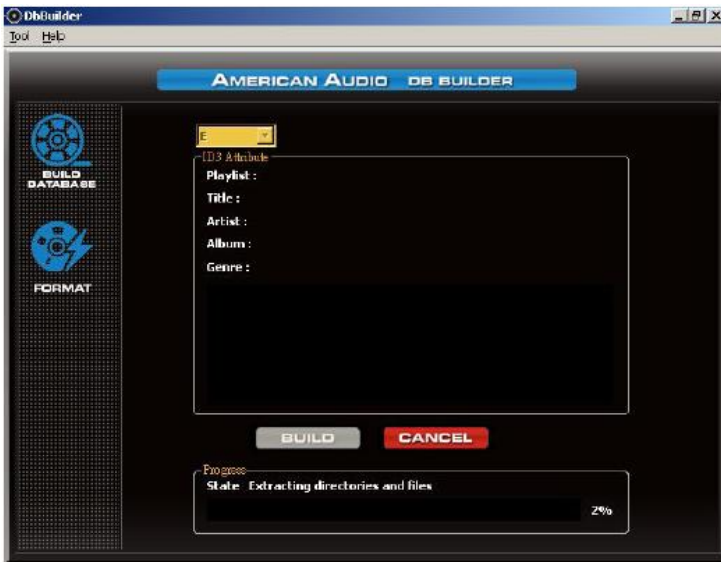 DbBuilder
Tool Help
AMERICAN AUDIO DB BUILDER
E
BUILD
DATABASE
FORMAT
ID3 Attribute
Playlist :
Title :
Artist :
Album :
Genre :
BUILD CANCEL
Progress
State Extracting directories and files
2%